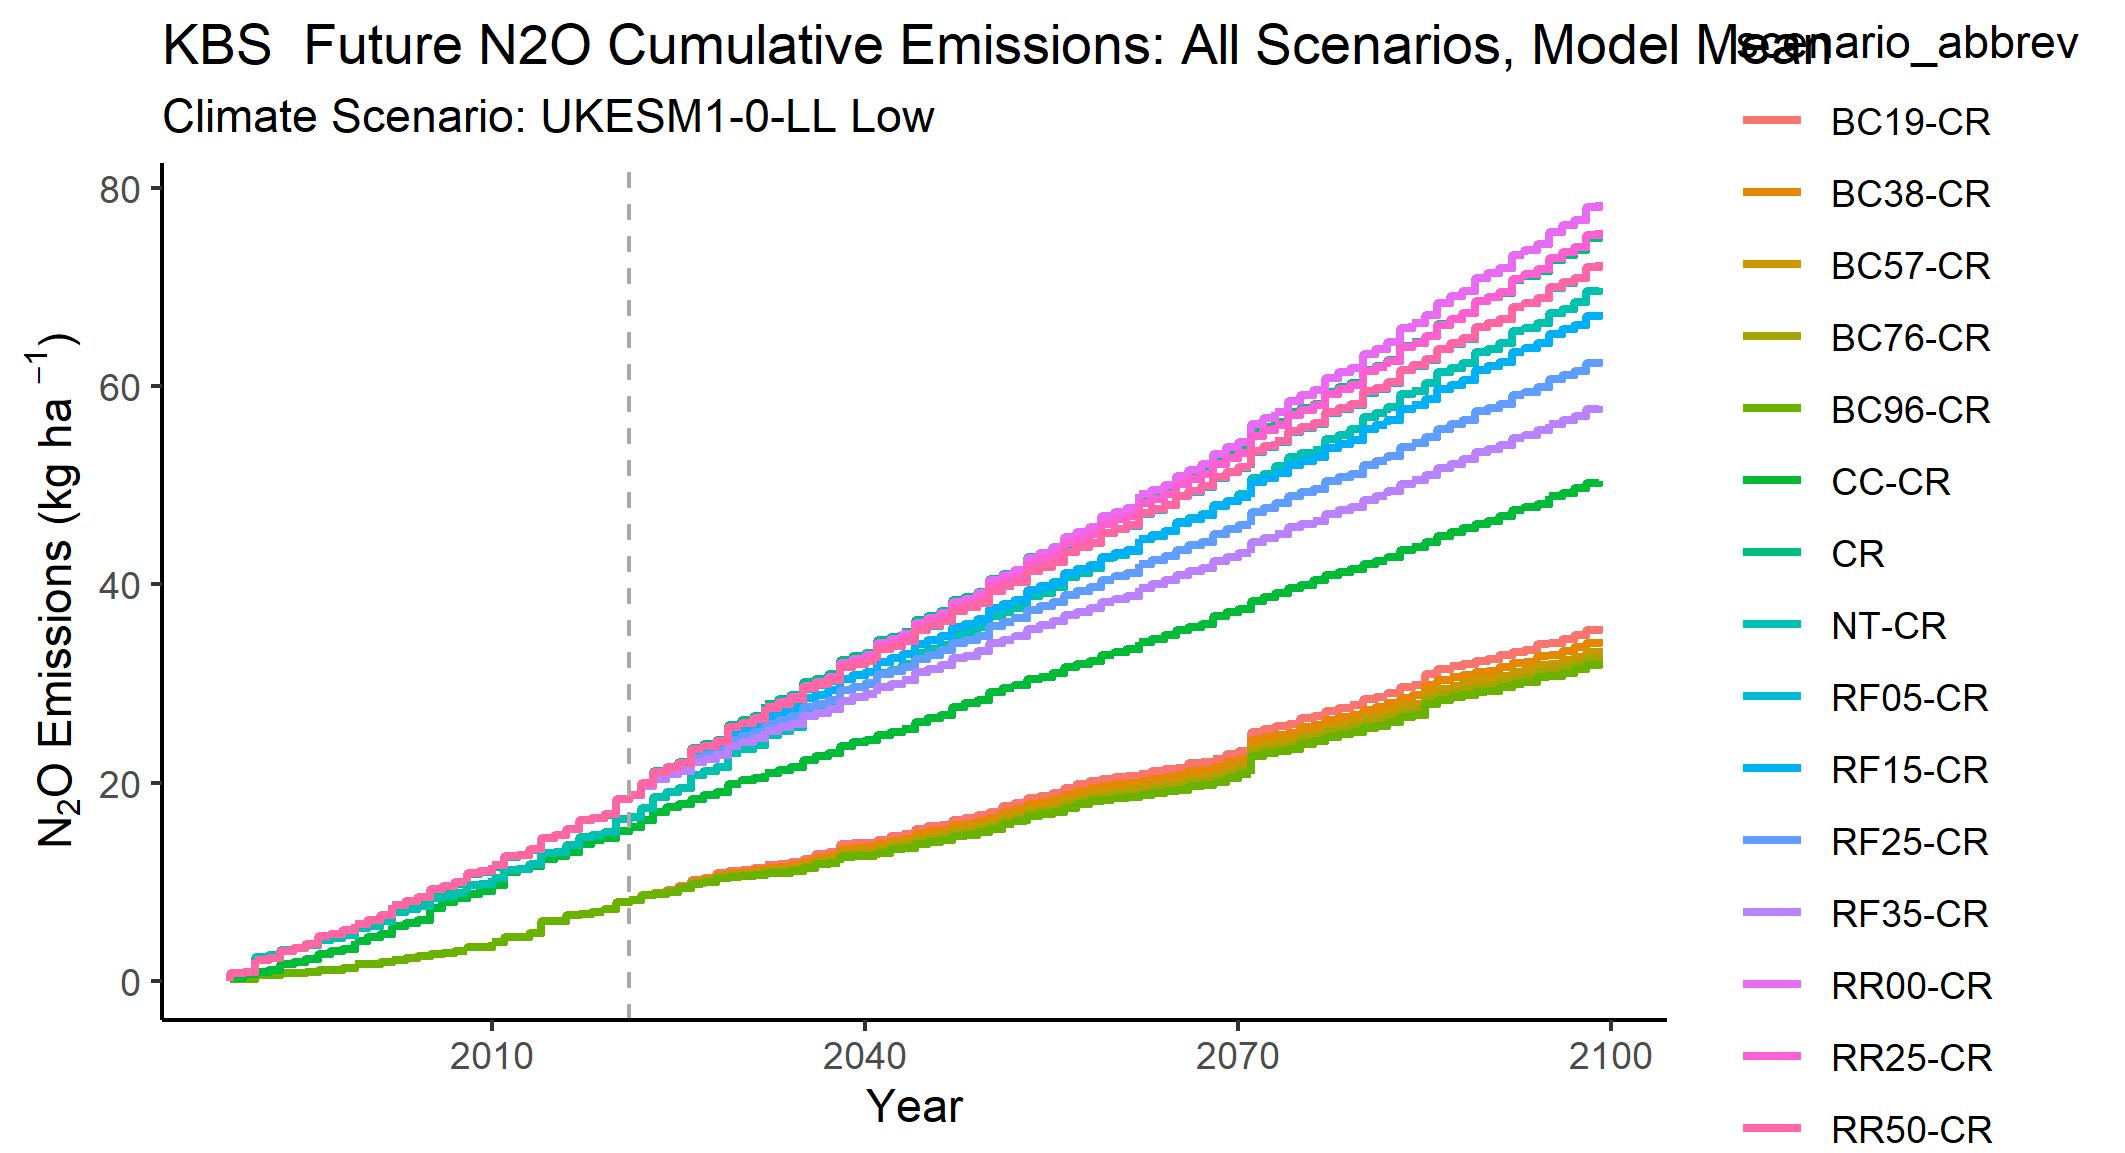 KBS  Future N2O Cumulative Emissions: All Scenarios, Model Mean
Climate Scenario: UKESM1-0-LL Low
scenario_abbrev
BC19-CR
BC38-CR
BC57-CR
BC76-CR
BC96-CR
CC-CR
CR
NT-CR
RF05-CR
RF15-CR
RF25-CR
RF35-CR
RR00-CR
RR25-CR
RR50-CR
N₂O Emissions (kg ha ⁻¹)
80
60
40
20
0
2010
2040
2070
2100
Year